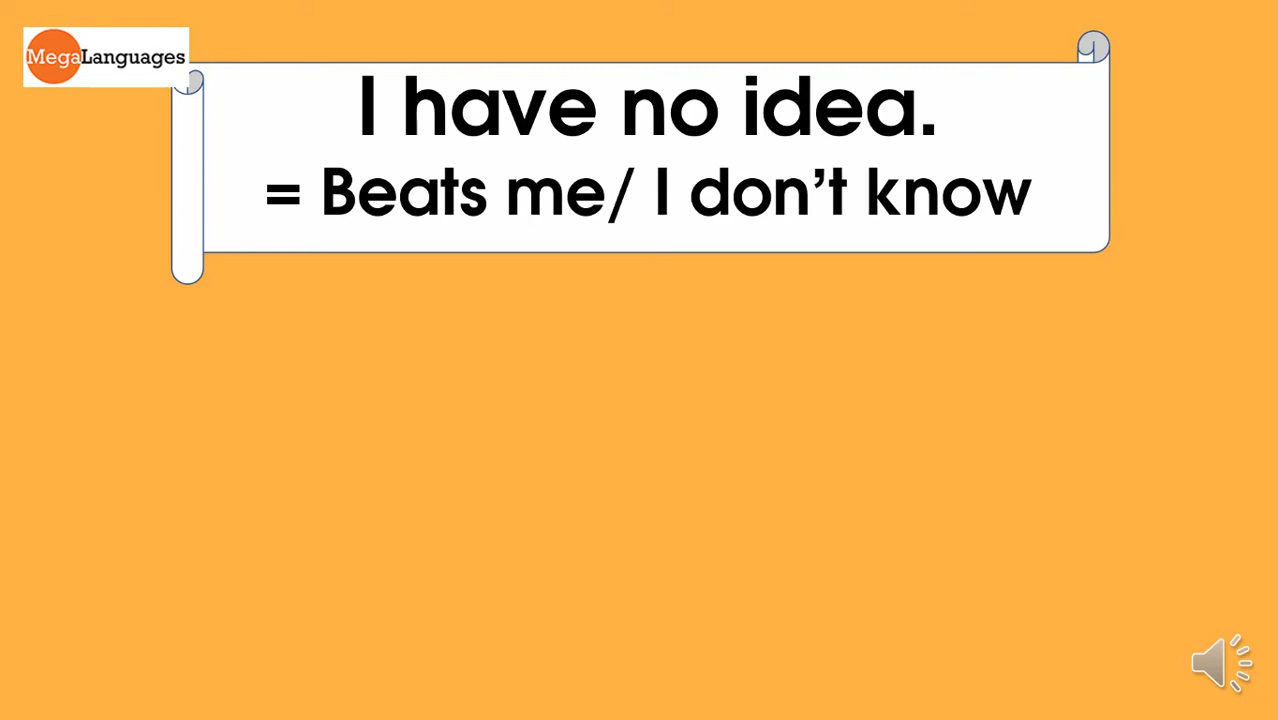 MegaLanguages
I have no idea.
= Beats me/ I don’t know